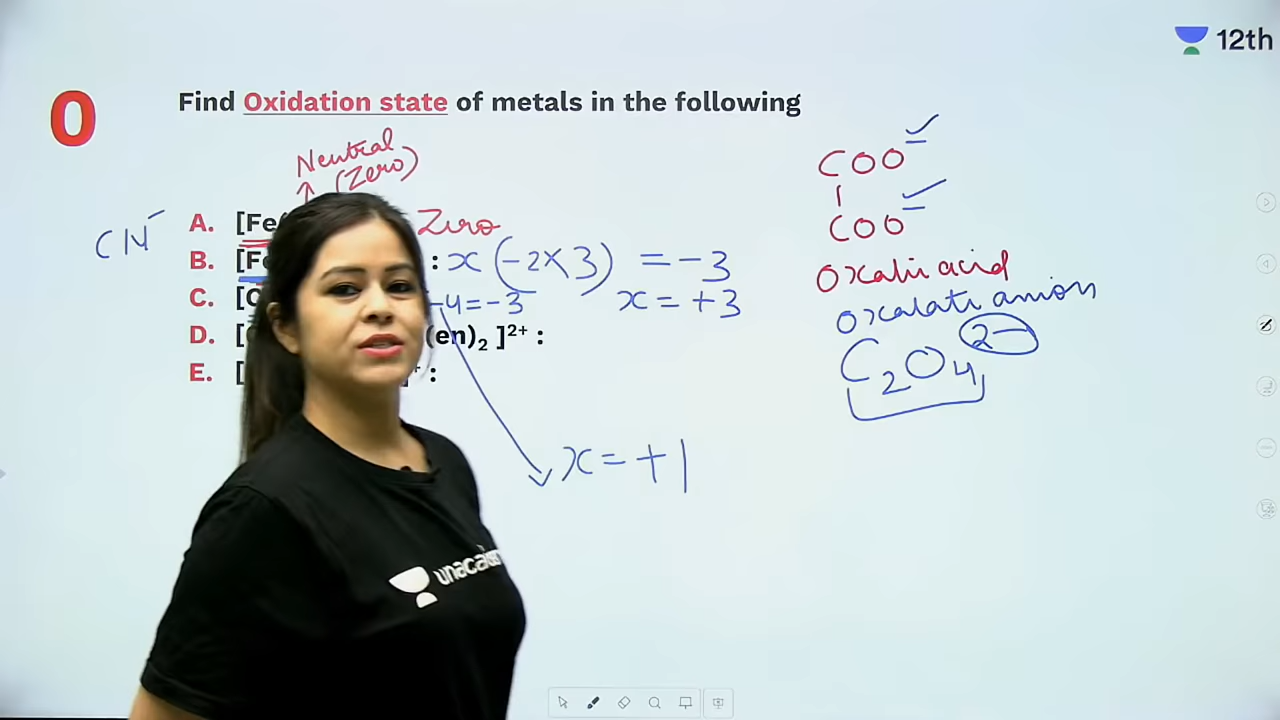 12th
0
Find Oxidation state of metals in the following
Neutral
(Zero)
CN⁻
A. [Fe Zero
B. [Fe : x (-2×3) = -3
C. [C -4 = -3 x = +3
D. [ (en)₂ ]²⁺ :
E. [ ]⁺ :
x = +1
COO⁻
COO⁻
Oxalic acid
Oxalate anion
C₂O₄ 2-
unacade